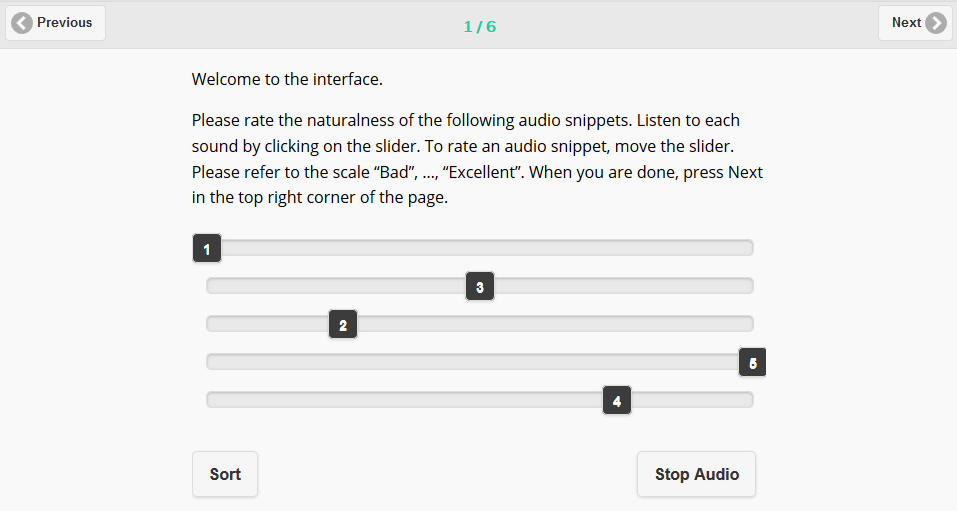 Previous
1 / 6
Next
Welcome to the interface.
Please rate the naturalness of the following audio snippets. Listen to each
sound by clicking on the slider. To rate an audio snippet, move the slider.
Please refer to the scale “Bad”, ..., “Excellent”. When you are done, press Next
in the top right corner of the page.
1
3
2
5
4
Sort
Stop Audio